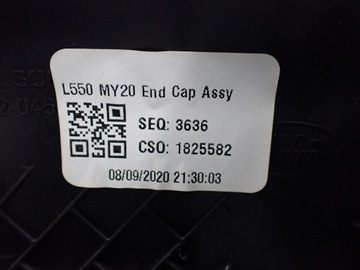 L550 MY20 End Cap Assy
SEQ: 3636
CSO: 1825582
08/09/2020 21:30:03